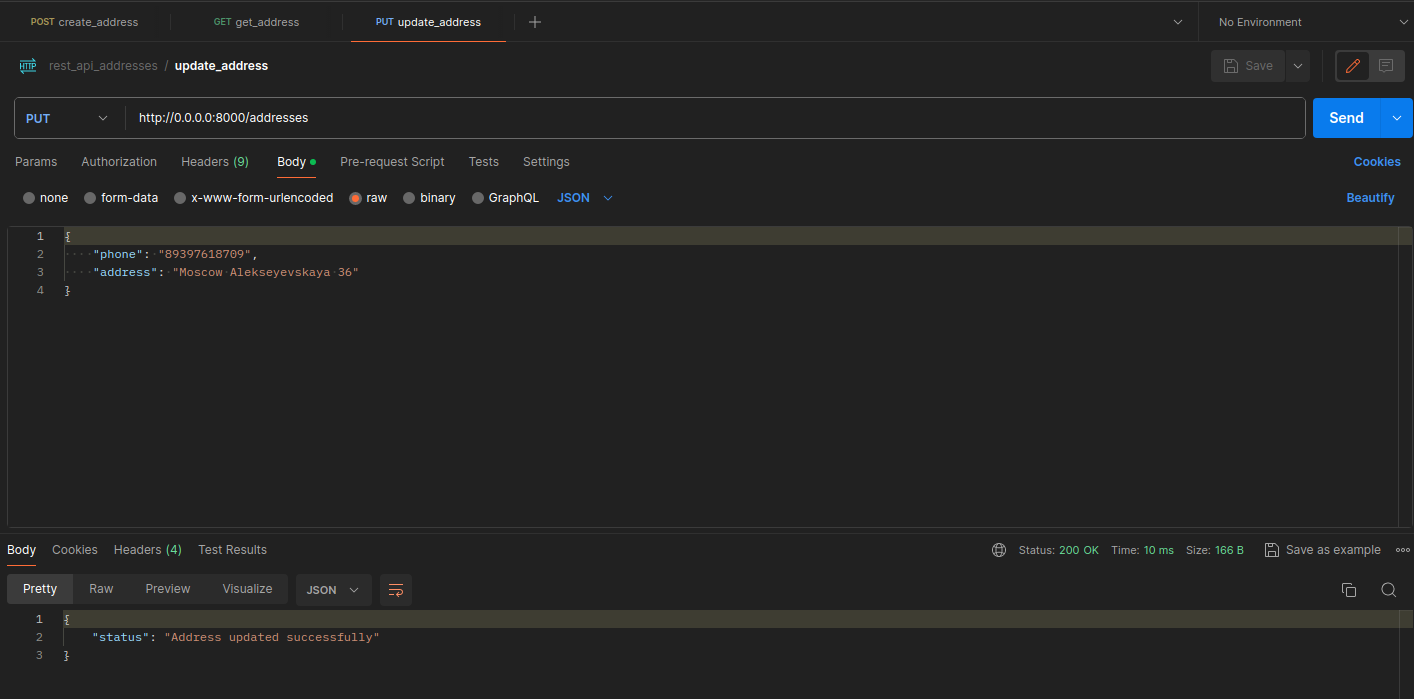 POST create_address GET get_address PUT update_address No Environment
HTTP rest_api_addresses / update_address Save
PUT http://0.0.0.0:8000/addresses Send
Params Authorization Headers (9) Body Pre-request Script Tests Settings Cookies
none form-data x-www-form-urlencoded raw binary GraphQL JSON Beautify
1 {
2 "phone": "89397618709",
3 "address": "Moscow Alekseyevskaya 36"
4 }
Body Cookies Headers (4) Test Results Status: 200 OK Time: 10 ms Size: 166 B Save as example
Pretty Raw Preview Visualize JSON
1 {
2 "status": "Address updated successfully"
3 }